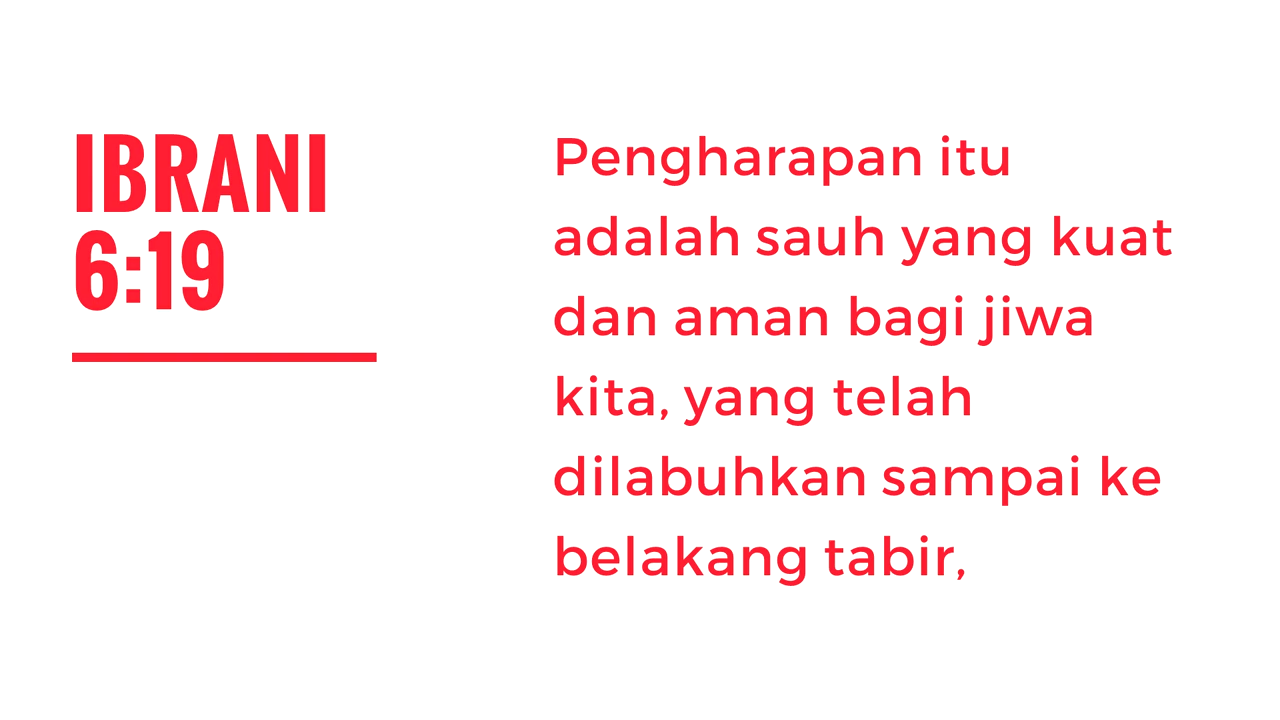 IBRANI
6:19
Pengharapan itu
adalah sauh yang kuat
dan aman bagi jiwa
kita, yang telah
dilabuhkan sampai ke
belakang tabir,